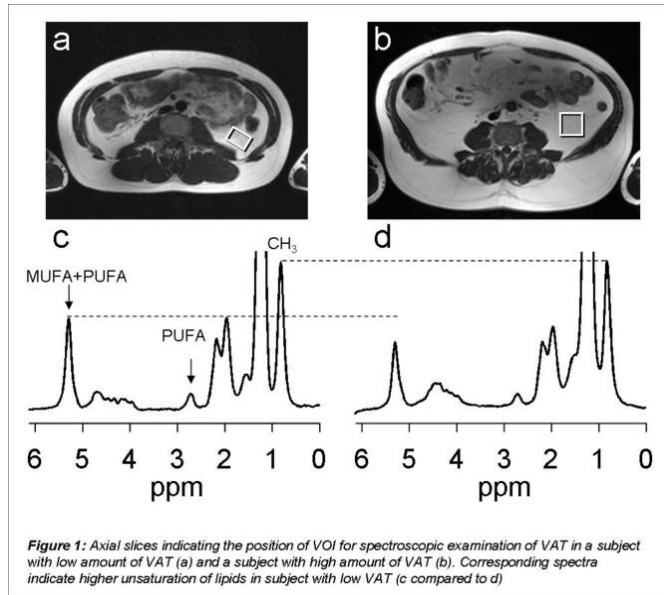 a
b
c
d
CH3
MUFA+PUFA
PUFA
6 5 4 3 2 1 0
6 5 4 3 2 1 0
ppm
ppm
Figure 1: Axial slices indicating the position of VOI for spectroscopic examination of VAT in a subject
with low amount of VAT (a) and a subject with high amount of VAT (b). Corresponding spectra
indicate higher unsaturation of lipids in subject with low VAT (c compared to d)